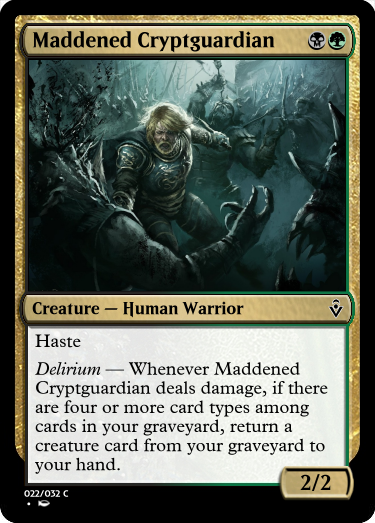 Maddened Cryptguardian
Creature — Human Warrior
Haste
Delirium — Whenever Maddened
Cryptguardian deals damage, if there
are four or more card types among
cards in your graveyard, return a
creature card from your graveyard to
your hand.
2/2
022/032 C